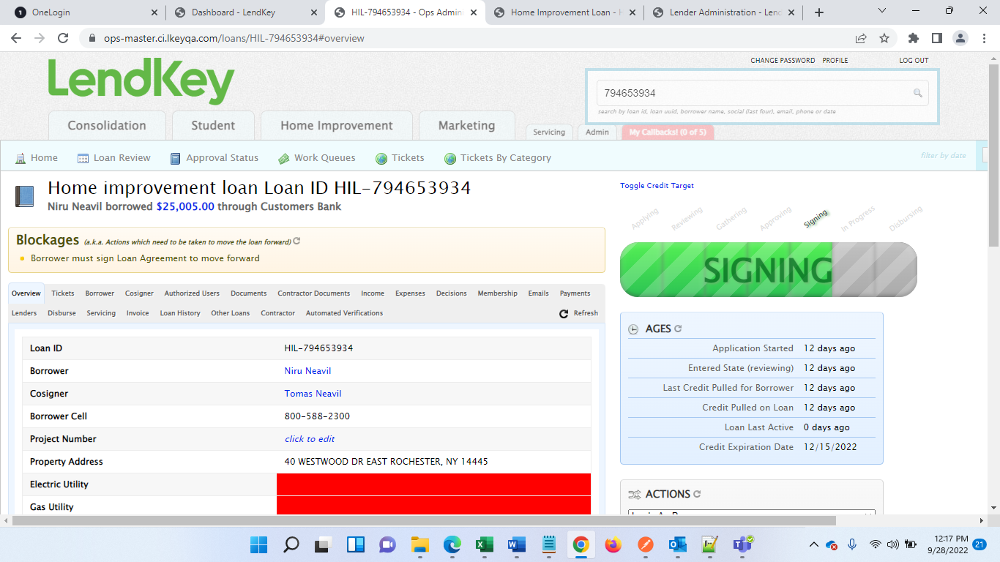 OneLogin
Dashboard - LendKey
HIL-794653934 - Ops Admin
Home Improvement Loan - H
Lender Administration - Lend
ops-master.ci.lkeyqa.com/loans/HIL-794653934#overview
CHANGE PASSWORD PROFILE LOG OUT
LendKey
794653934
search by loan id, loan uuid, borrower name, social (last four), email, phone or date
Consolidation Student Home Improvement Marketing Servicing Admin My Callbacks! (0 of 5)
Home Loan Review Approval Status Work Queues Tickets Tickets By Category filter by date
Home improvement loan Loan ID HIL-794653934
Niru Neavil borrowed $25,005.00 through Customers Bank
Blockages (a.k.a. Actions which need to be taken to move the loan forward)
Borrower must sign Loan Agreement to move forward
Overview Tickets Borrower Cosigner Authorized Users Documents Contractor Documents Income Expenses Decisions Membership Emails Payments
Lenders Disburse Servicing Invoice Loan History Other Loans Contractor Automated Verifications Refresh
Loan ID HIL-794653934
Borrower Niru Neavil
Cosigner Tomas Neavil
Borrower Cell 800-588-2300
Project Number click to edit
Property Address 40 WESTWOOD DR EAST ROCHESTER, NY 14445
Electric Utility
Gas Utility
Toggle Credit Target
Applying Reviewing Gathering Approving Signing In Progress Disbursing
SIGNING
AGES
Application Started 12 days ago
Entered State (reviewing) 12 days ago
Last Credit Pulled for Borrower 12 days ago
Credit Pulled on Loan 12 days ago
Loan Last Active 0 days ago
Credit Expiration Date 12/15/2022
ACTIONS
12:17 PM
9/28/2022
21